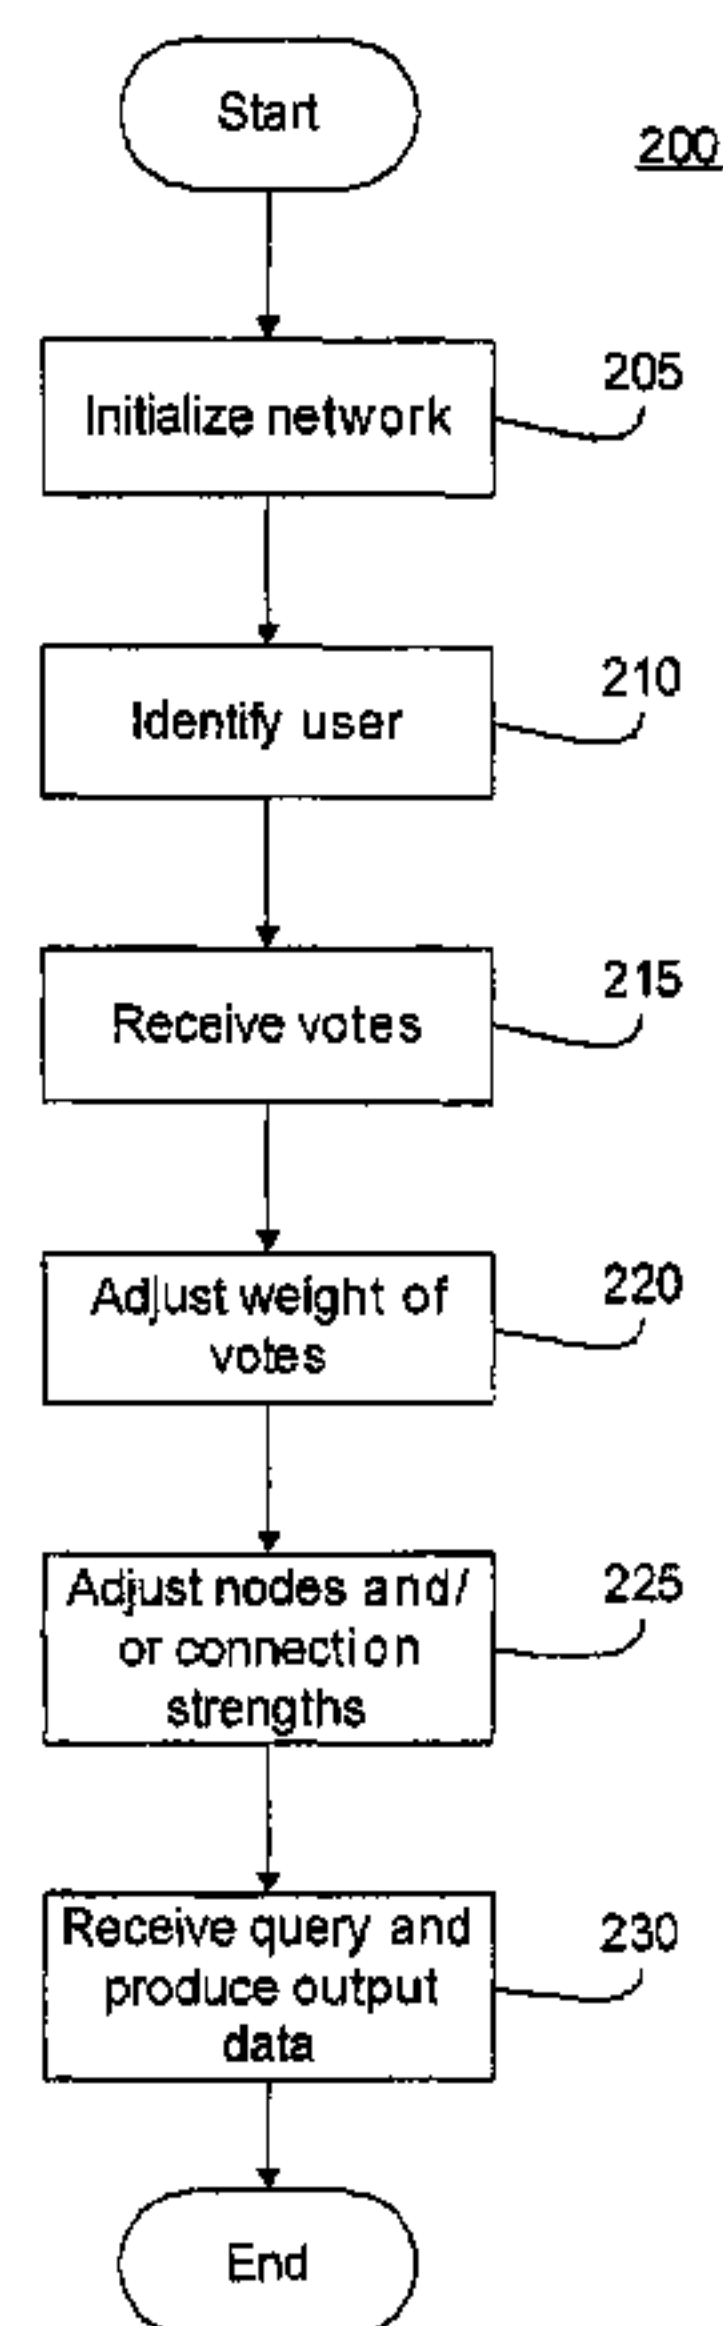 Start
200
Initialize network
205
Identify user
210
Receive votes
215
Adjust weight of
votes
220
Adjust nodes and/
or connection
strengths
225
Receive query and
produce output
data
230
End